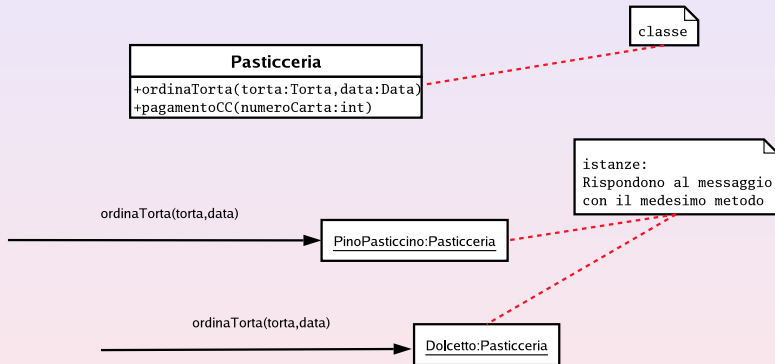 classe
Pasticceria
+ordinaTorta(torta:Torta,data:Data)
+pagamentoCC(numeroCarta:int)
istanze:
Rispondono al messaggio
con il medesimo metodo
ordinaTorta(torta,data)
PinoPasticcino:Pasticceria
ordinaTorta(torta,data)
Dolcetto:Pasticceria